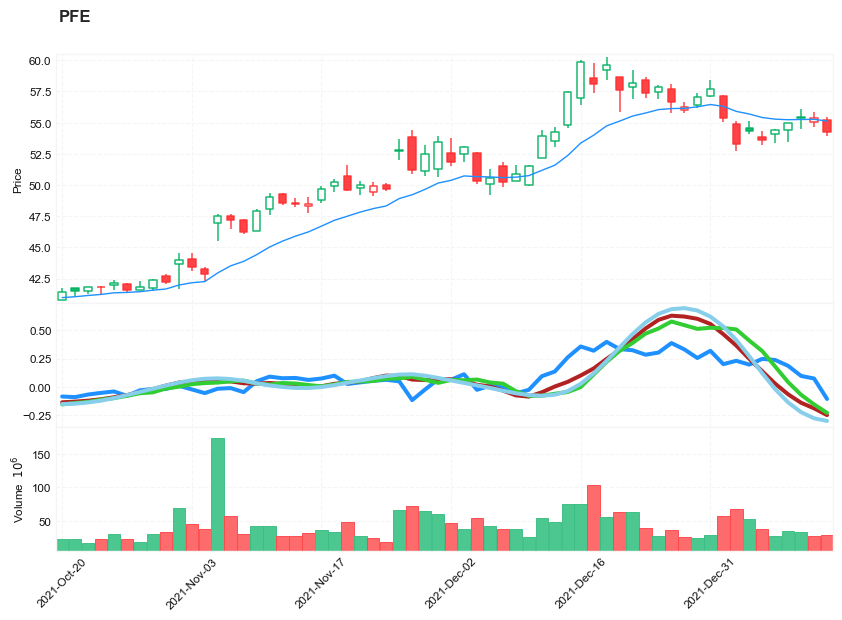 PFE
60.0
57.5
55.0
52.5
50.0
47.5
45.0
42.5
Price
0.50
0.25
0.00
−0.25
150
100
50
Volume 10^6
2021-Oct-20
2021-Nov-03
2021-Nov-17
2021-Dec-02
2021-Dec-16
2021-Dec-31